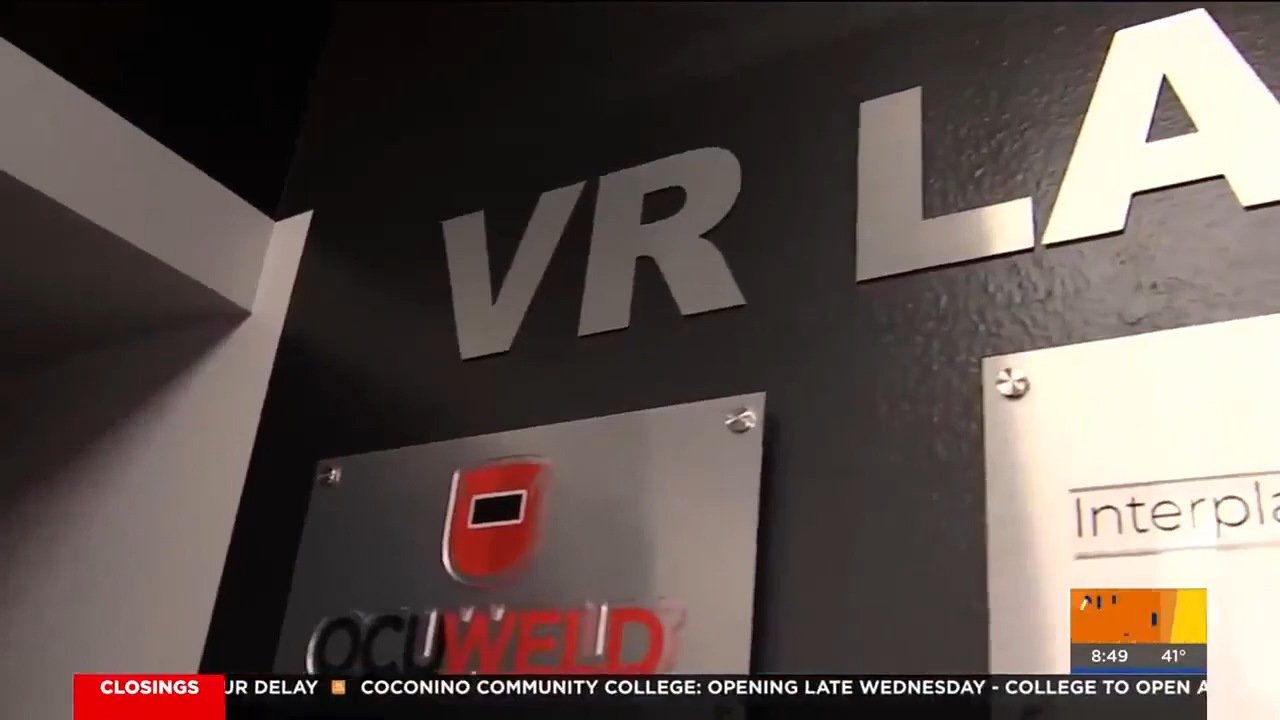 VR LA
Interpla
OCUWELD
8:49 41°
CLOSINGS
UR DELAY COCONINO COMMUNITY COLLEGE: OPENING LATE WEDNESDAY - COLLEGE TO OPEN A